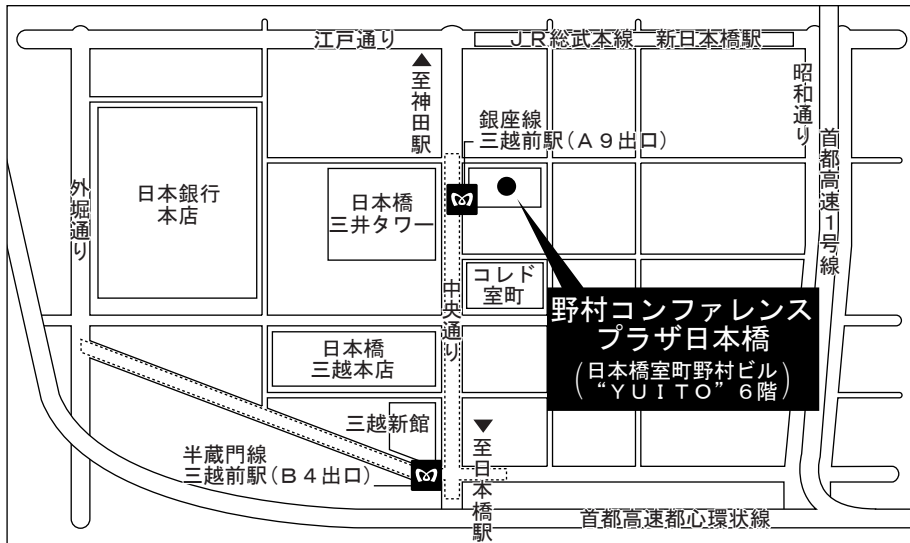 江戸通り
JR総武本線 新日本橋駅
▲至神田駅
昭和通り
銀座線
三越前駅(A9出口)
首都高速1号線
外堀通り
日本銀行
本店
日本橋
三井タワー
コレド
室町
中央通り
野村コンファレンス
プラザ日本橋
(日本橋室町野村ビル
“YUITO”6階)
日本橋
三越本店
三越新館
▼至日本橋駅
半蔵門線
三越前駅(B4出口)
首都高速都心環状線